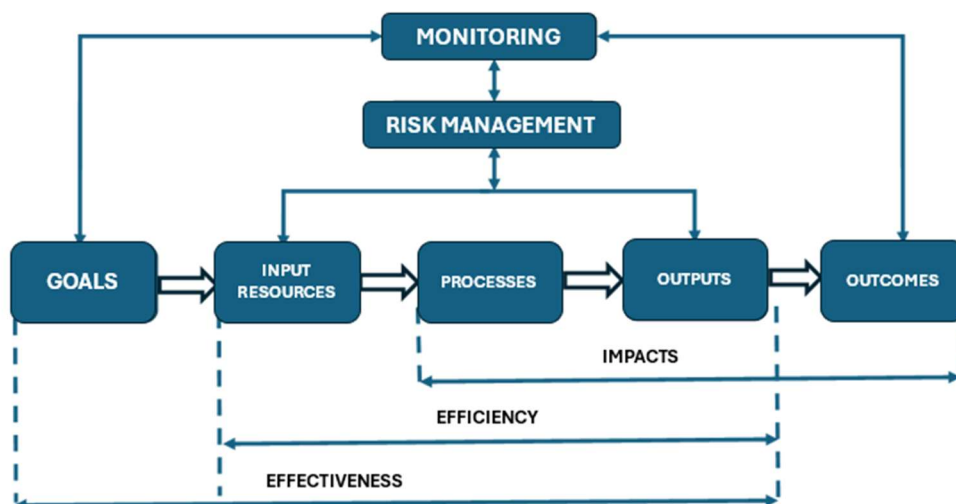 MONITORING
RISK MANAGEMENT
GOALS
INPUT
RESOURCES
PROCESSES
OUTPUTS
OUTCOMES
IMPACTS
EFFICIENCY
EFFECTIVENESS